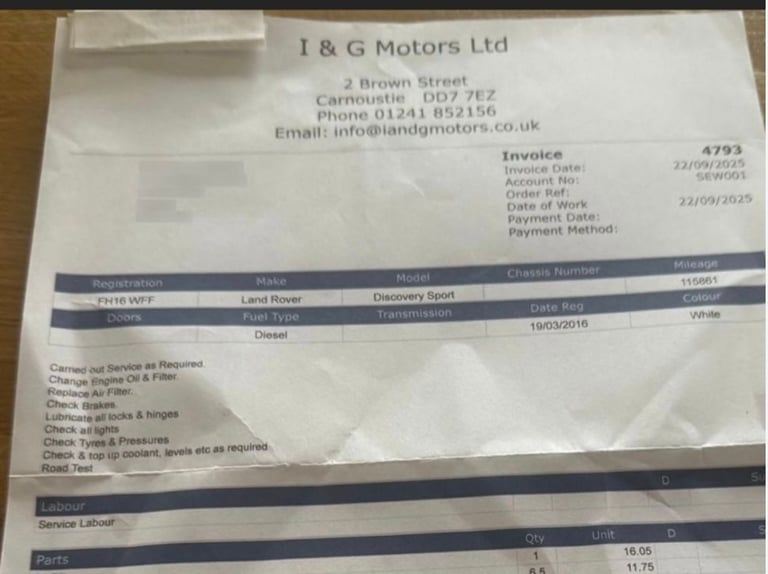 I & G Motors Ltd
2 Brown Street
Carnoustie DD7 7EZ
Phone 01241 852156
Email: info@iandgmotors.co.uk
Invoice 4793
Invoice Date: 22/09/2025
Account No: SEW001
Order Ref:
Date of Work 22/09/2025
Payment Date:
Payment Method:
Registration Make Model Chassis Number Mileage
FH16 WFF Land Rover Discovery Sport 115861
Doors Fuel Type Transmission Date Reg Colour
Diesel 19/03/2016 White
Carried out Service as Required.
Change Engine Oil & Filter.
Replace Air Filter.
Check Brakes.
Lubricate all locks & hinges
Check all lights
Check Tyres & Pressures
Check & top up coolant, levels etc as required
Road Test
Labour D Su
Service Labour
Parts Qty Unit D S
1 16.05
6.5 11.75